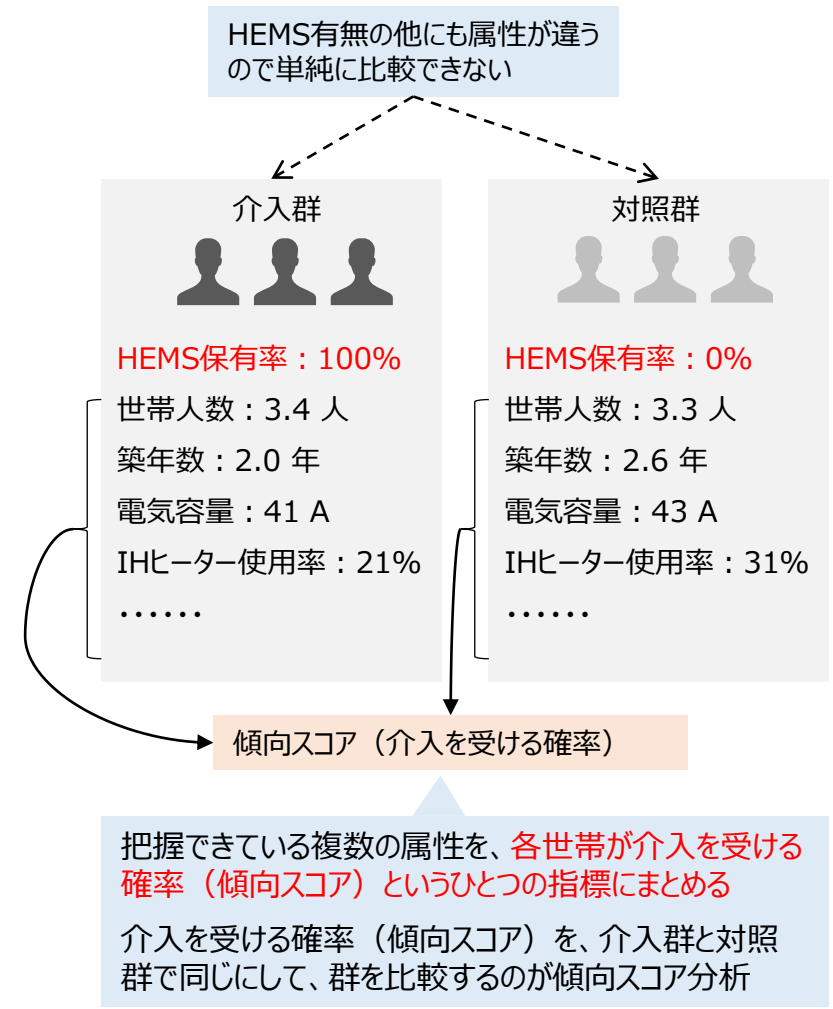 HEMS有無の他にも属性が違う
ので単純に比較できない
介入群
HEMS保有率：100%
世帯人数：3.4 人
築年数：2.0 年
電気容量：41 A
IHヒーター使用率：21%
・・・・・・
対照群
HEMS保有率：0%
世帯人数：3.3 人
築年数：2.6 年
電気容量：43 A
IHヒーター使用率：31%
・・・・・・
傾向スコア（介入を受ける確率）
把握できている複数の属性を、各世帯が介入を受ける
確率（傾向スコア）というひとつの指標にまとめる
介入を受ける確率（傾向スコア）を、介入群と対照
群で同じにして、群を比較するのが傾向スコア分析